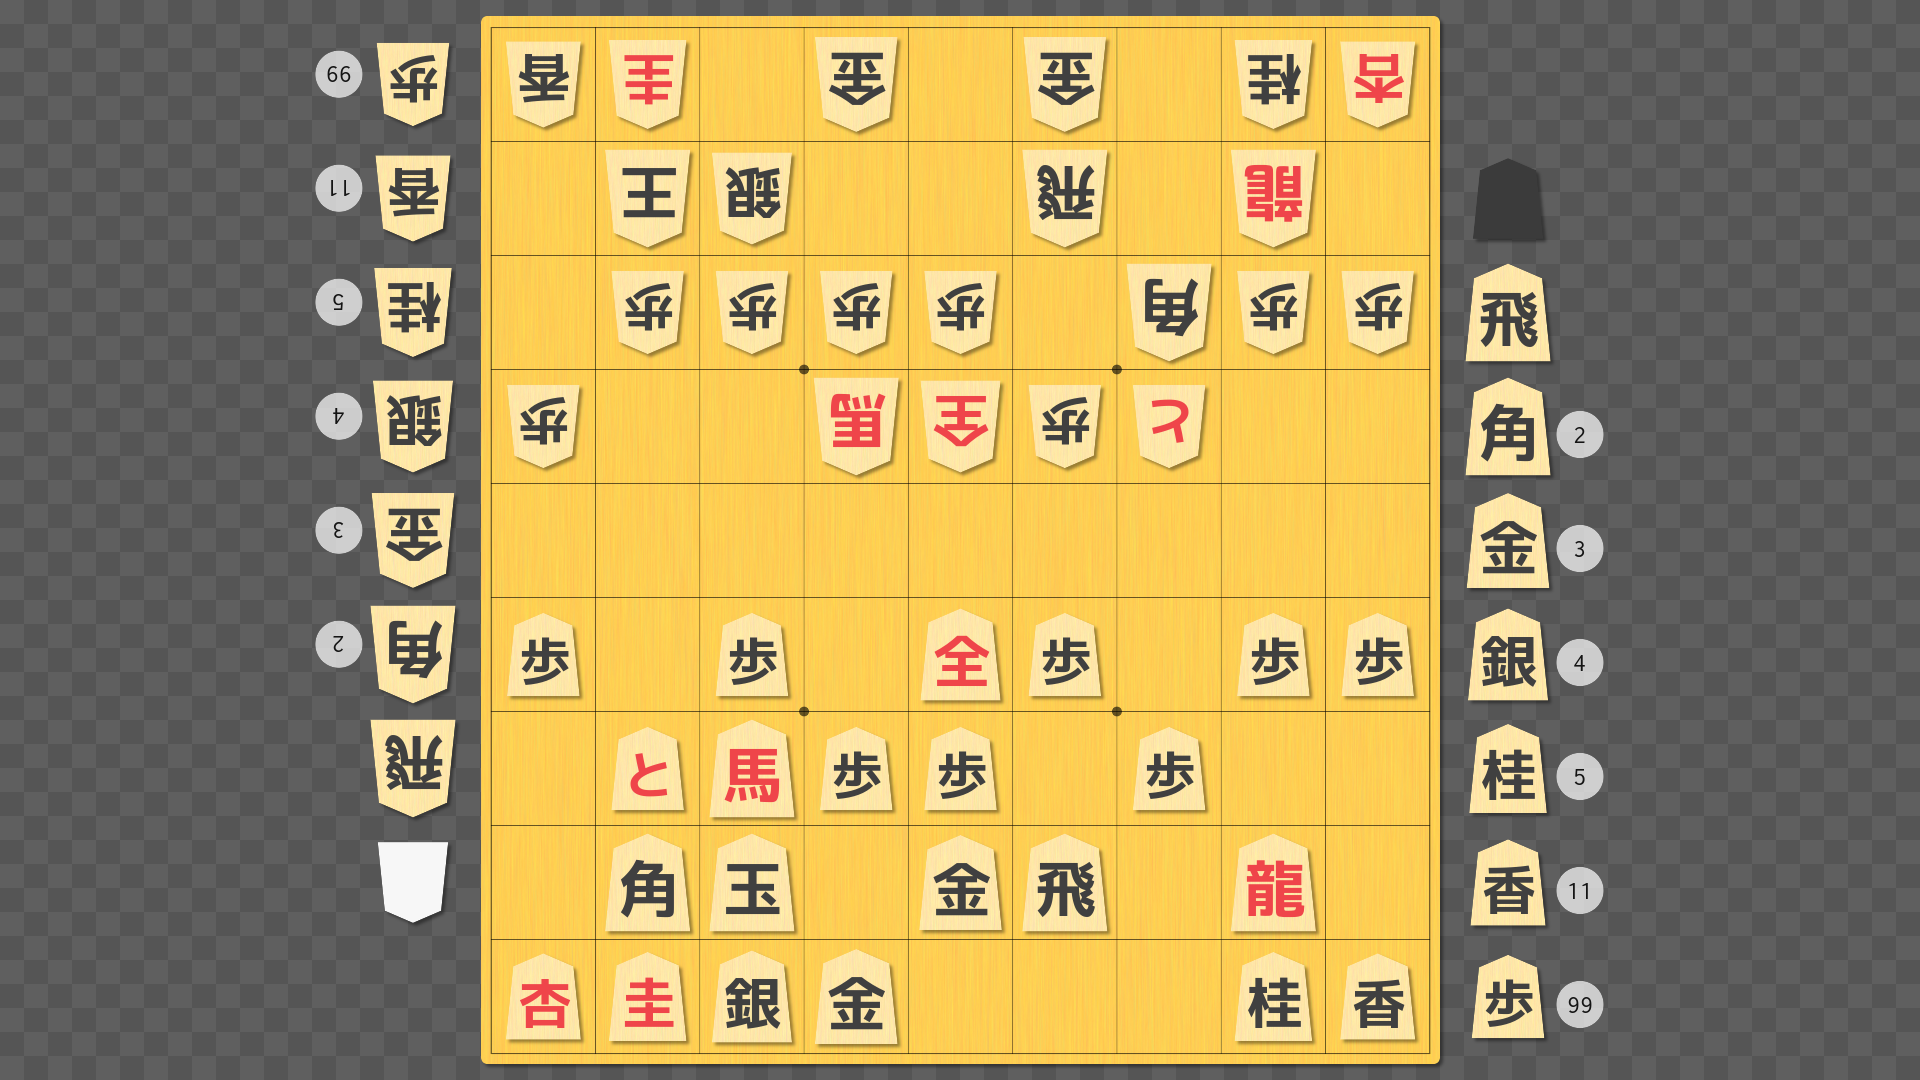 歩 66 香 圭 金 金 桂 杏
香 11 王 銀 飛 龍
桂 5 歩 歩 歩 歩 角 歩 歩 飛
銀 4 歩 馬 全 歩 と 角 2
金 3 金 3
角 2 歩 歩 全 歩 歩 歩 銀 4
飛 と 馬 歩 歩 歩 桂 5
角 玉 金 飛 龍 香 11
杏 圭 銀 金 桂 香 歩 99